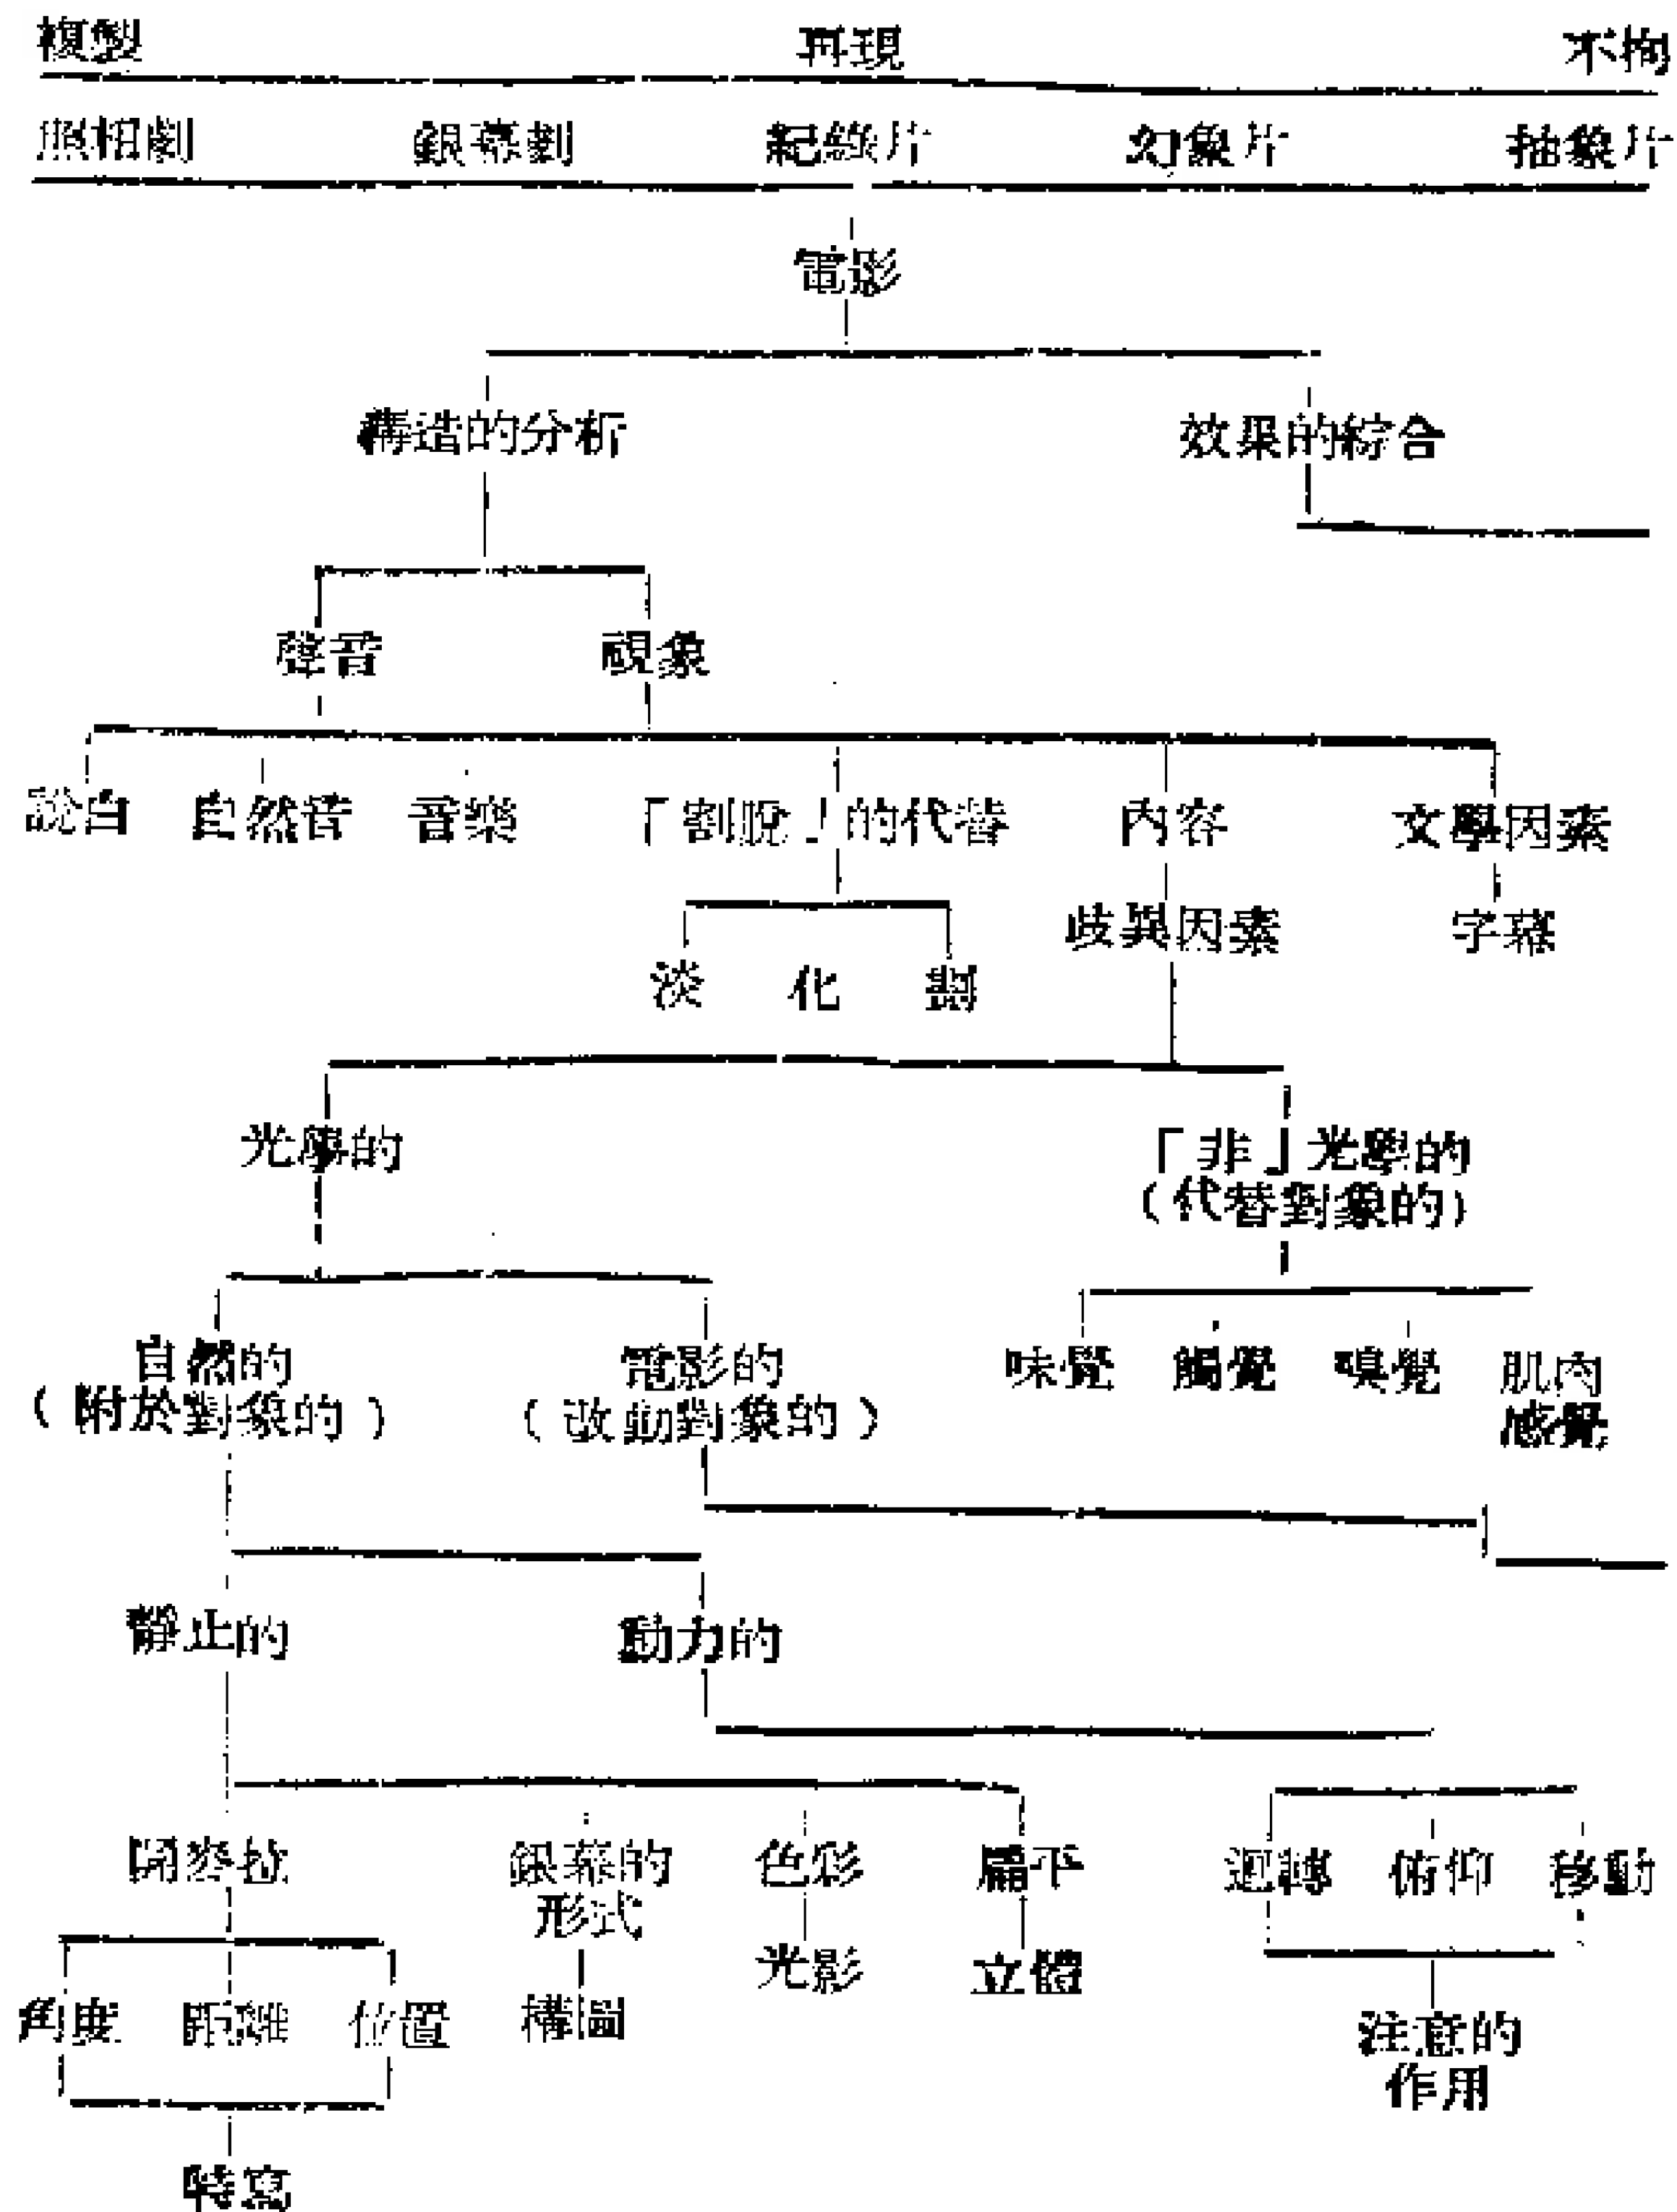 複製 再現 不拘
照相劇 銀幕劇 紀錄片 幻象片 抽象片
電影
構造的分析 效果的綜合
聲音 視象
說白 自然音 音樂 「割脫」的代替 內容 文學因素
歧異因素 字幕
淡 化 劃
光學的 「非」光學的
(代替對象的)
自然的 電影的 味覺 觸覺 嗅覺 肌肉
(附於對象的) (改動對象的) 感覺
靜止的 動力的
開麥拉 銀幕的 色彩 扁平 迴轉 俯仰 移動
形式
光影 立體
角度 距離 位置 構圖 注意的
作用
特寫